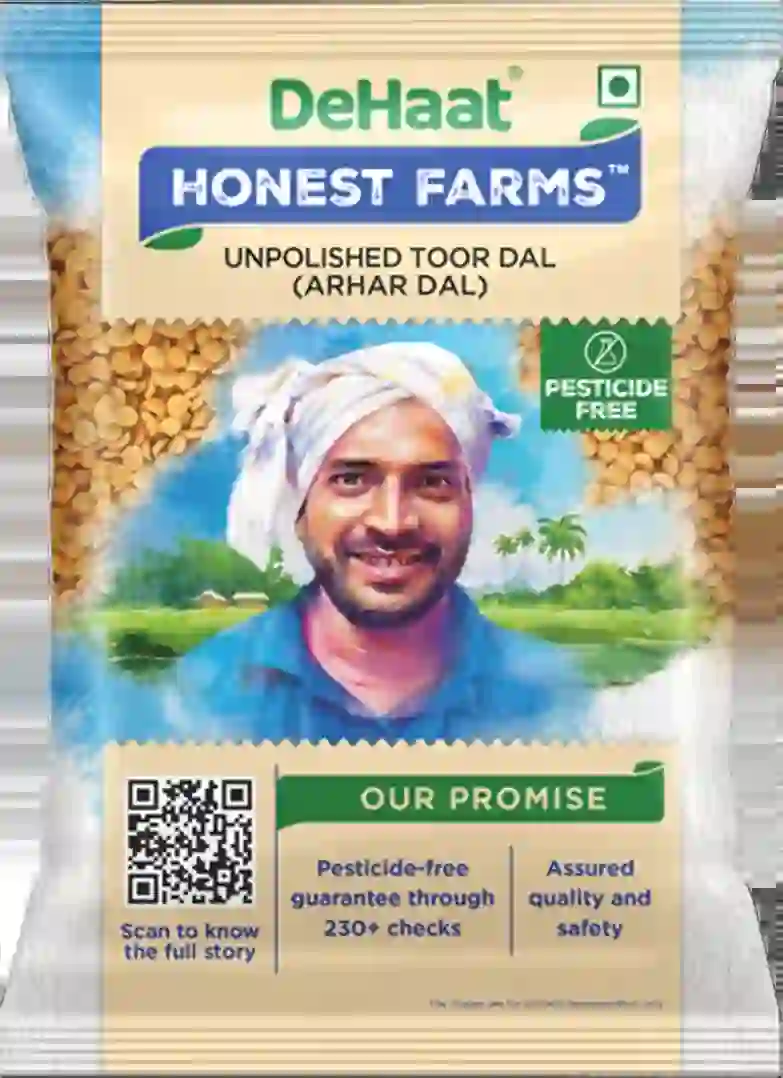 DeHaat®
HONEST FARMS™
UNPOLISHED TOOR DAL
(ARHAR DAL)
PESTICIDE
FREE
OUR PROMISE
Pesticide-free
guarantee through
230+ checks
Assured
quality and
safety
Scan to know
the full story